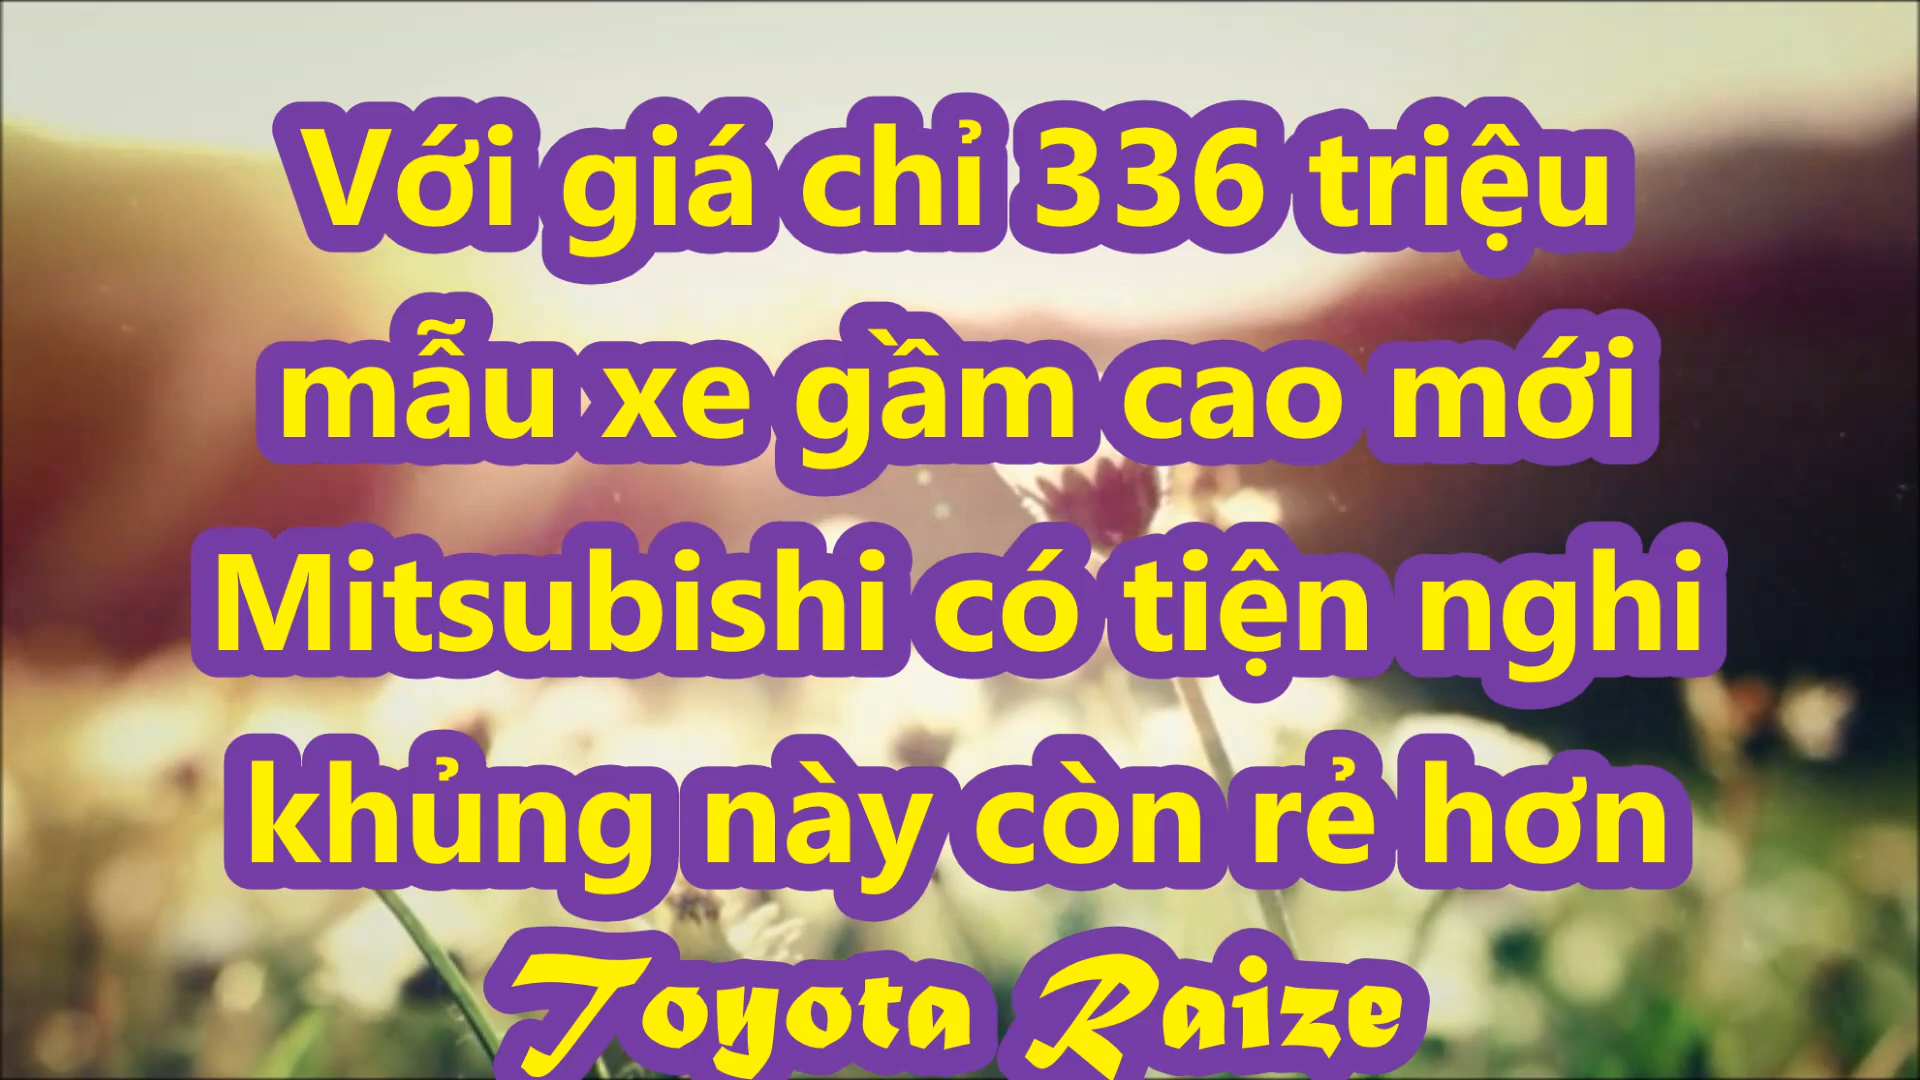 Với giá chỉ 336 triệu
mẫu xe gầm cao mới
Mitsubishi có tiện nghi
khủng này còn rẻ hơn
Toyota Raize